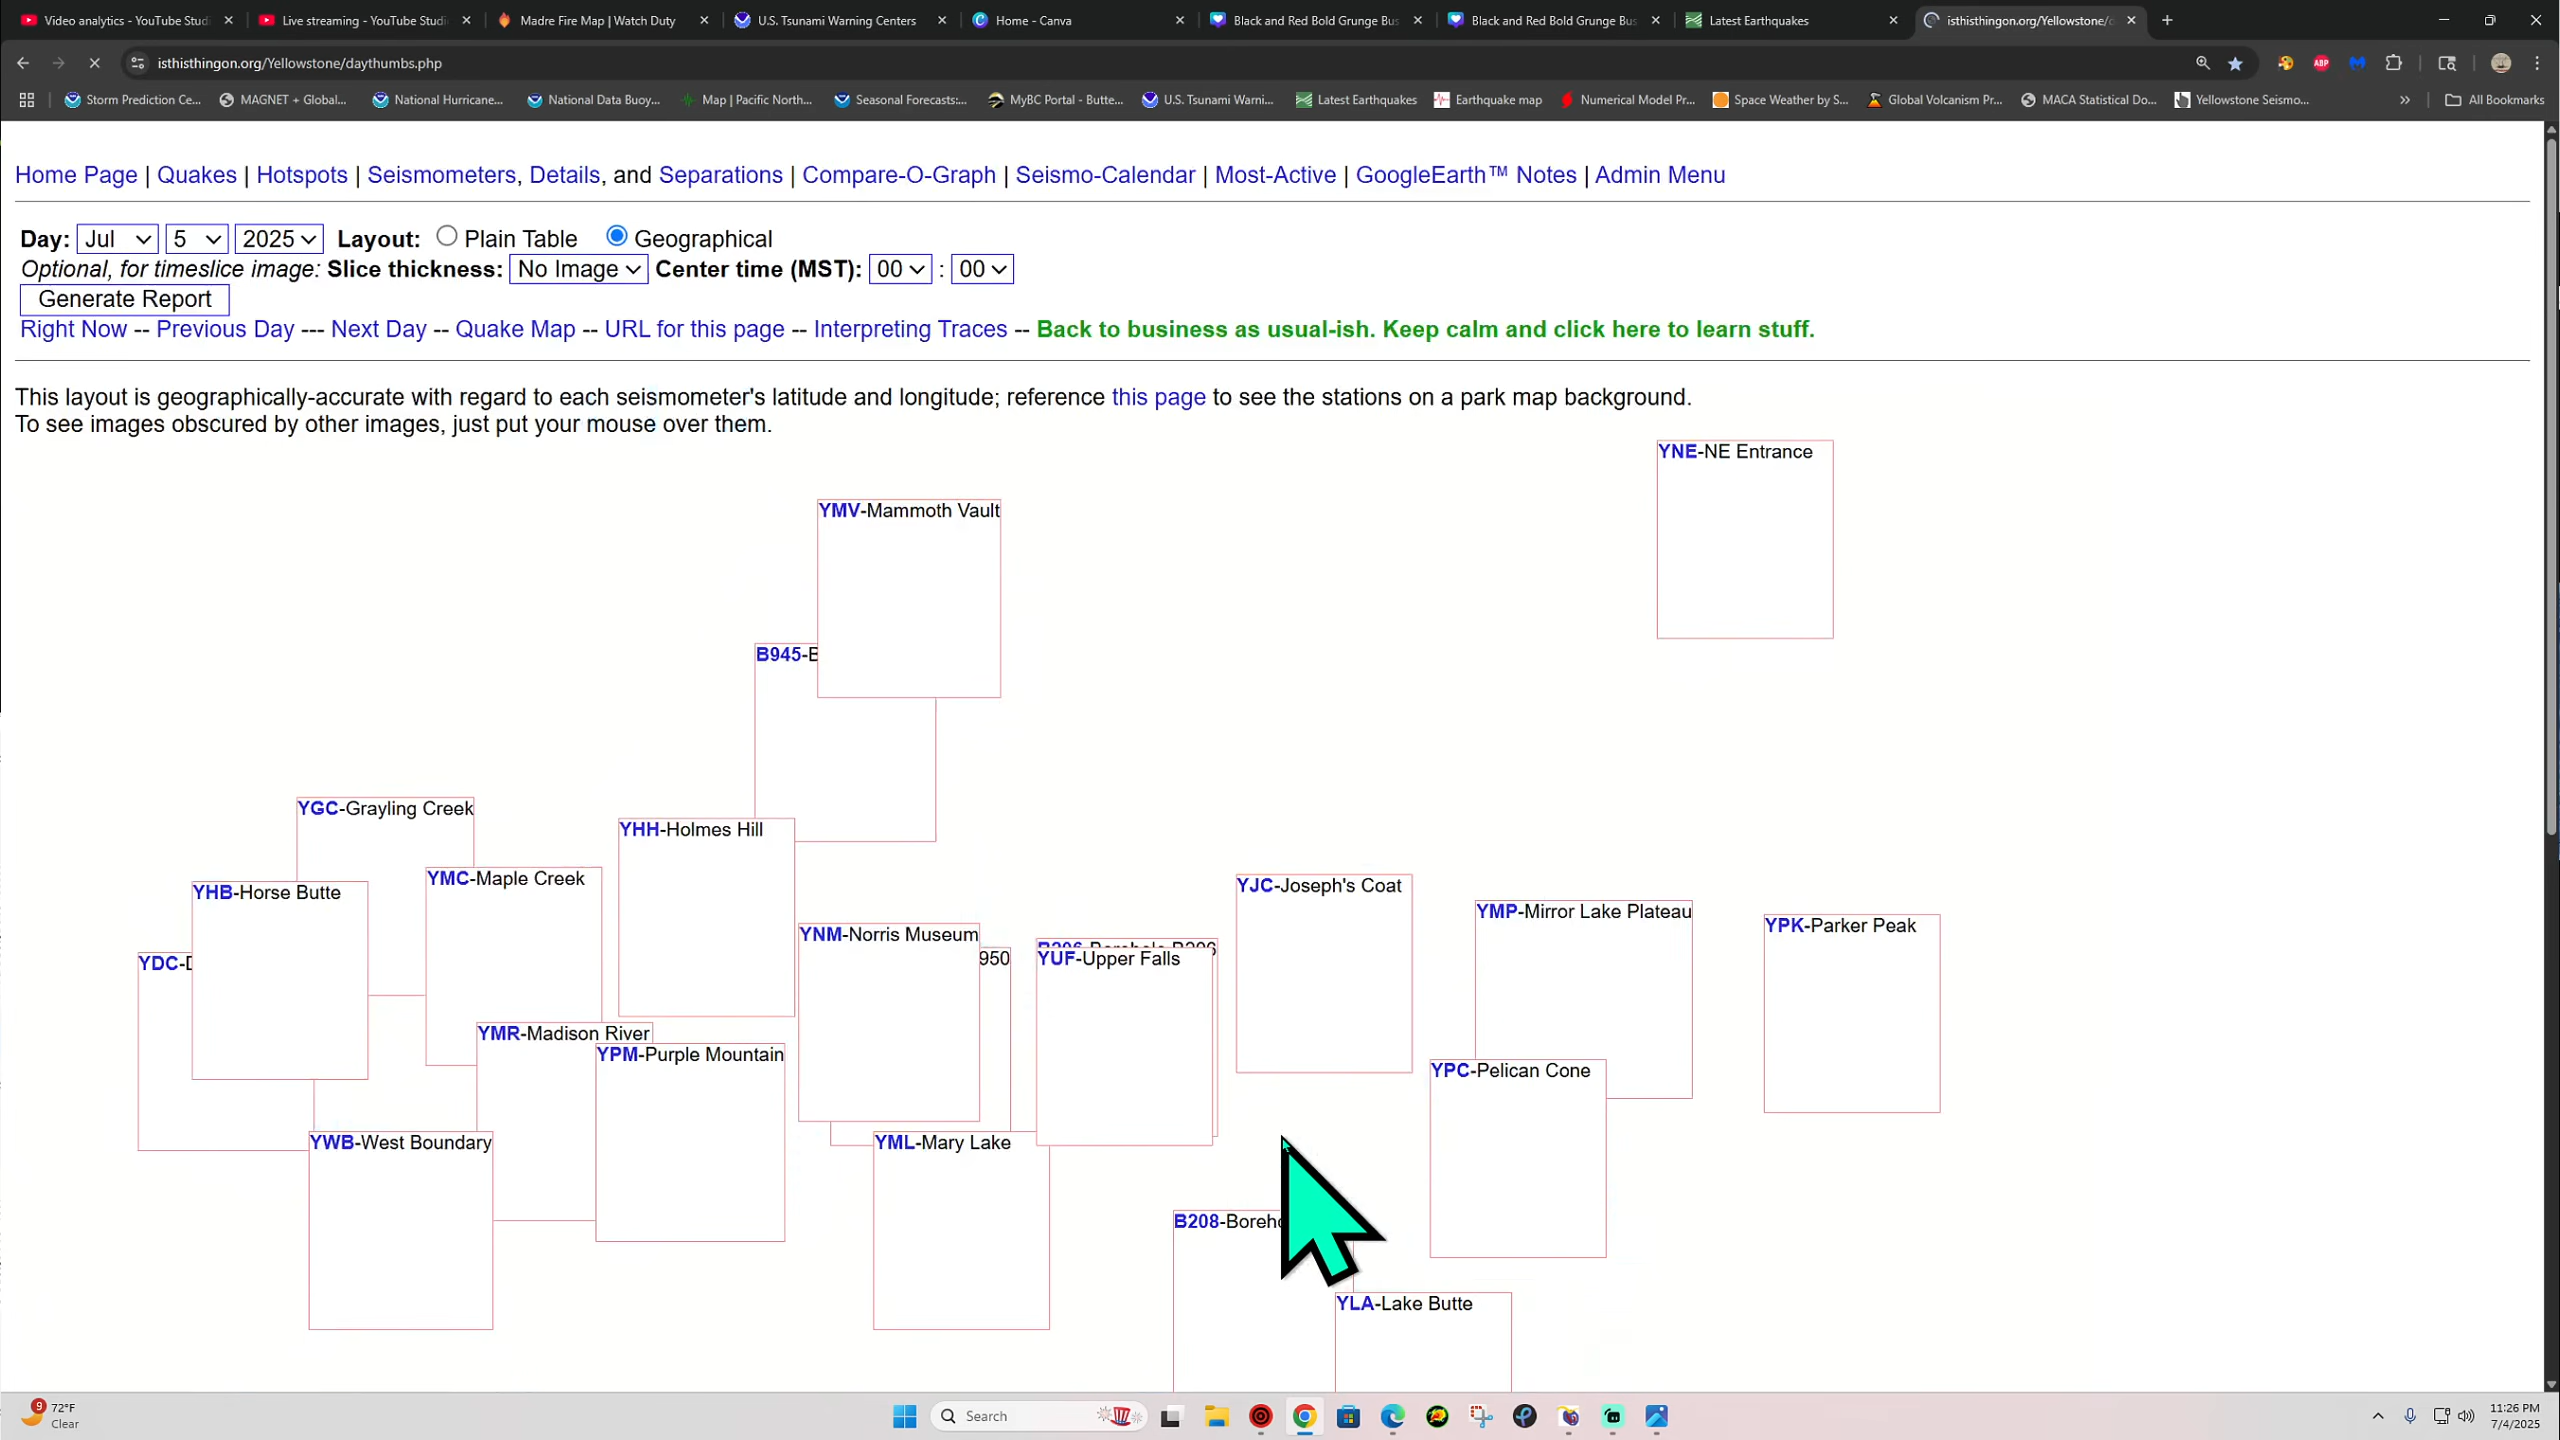 Video analytics - YouTube Studi
Live streaming - YouTube Studi
Madre Fire Map | Watch Duty
U.S. Tsunami Warning Centers
Home - Canva
Black and Red Bold Grunge Bus
Black and Red Bold Grunge Bus
Latest Earthquakes
isthisthingon.org/Yellowstone/
isthisthingon.org/Yellowstone/daythumbs.php
Storm Prediction Ce...
MAGNET + Global...
National Hurricane...
National Data Buoy...
Map | Pacific North...
Seasonal Forecasts:...
MyBC Portal - Butte...
U.S. Tsunami Warni...
Latest Earthquakes
Earthquake map
Numerical Model Pr...
Space Weather by S...
Global Volcanism Pr...
MACA Statistical Do...
Yellowstone Seismo...
All Bookmarks
Home Page | Quakes | Hotspots | Seismometers, Details, and Separations | Compare-O-Graph | Seismo-Calendar | Most-Active | GoogleEarth™ Notes | Admin Menu
Day: Jul 5 2025 Layout: Plain Table Geographical
Optional, for timeslice image: Slice thickness: No Image Center time (MST): 00 : 00
Generate Report
Right Now -- Previous Day --- Next Day -- Quake Map -- URL for this page -- Interpreting Traces -- Back to business as usual-ish. Keep calm and click here to learn stuff.
This layout is geographically-accurate with regard to each seismometer's latitude and longitude; reference this page to see the stations on a park map background.
To see images obscured by other images, just put your mouse over them.
YNE-NE Entrance
YMV-Mammoth Vault
B945-B
YGC-Grayling Creek
YHH-Holmes Hill
YMC-Maple Creek
YJC-Joseph's Coat
YHB-Horse Butte
YMP-Mirror Lake Plateau
YPK-Parker Peak
YNM-Norris Museum
B206-Borehole B206
950
YUF-Upper Falls
YDC-D
YMR-Madison River
YPM-Purple Mountain
YPC-Pelican Cone
YWB-West Boundary
YML-Mary Lake
B208-Boreho
YLA-Lake Butte
9
72°F
Clear
Search
11:26 PM
7/4/2025